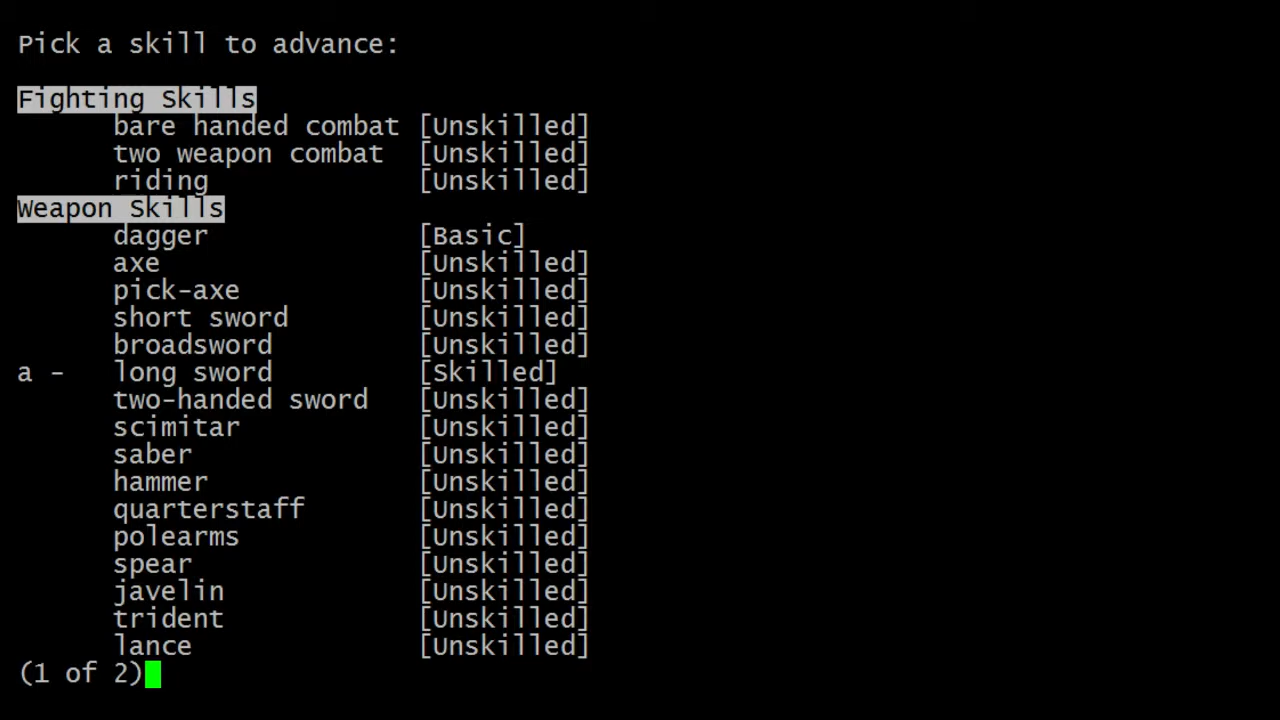 Pick a skill to advance:
Fighting Skills
bare handed combat [Unskilled]
two weapon combat [Unskilled]
riding [Unskilled]
Weapon Skills
dagger [Basic]
axe [Unskilled]
pick-axe [Unskilled]
short sword [Unskilled]
broadsword [Unskilled]
a - long sword [Skilled]
two-handed sword [Unskilled]
scimitar [Unskilled]
saber [Unskilled]
hammer [Unskilled]
quarterstaff [Unskilled]
polearms [Unskilled]
spear [Unskilled]
javelin [Unskilled]
trident [Unskilled]
lance [Unskilled]
(1 of 2)